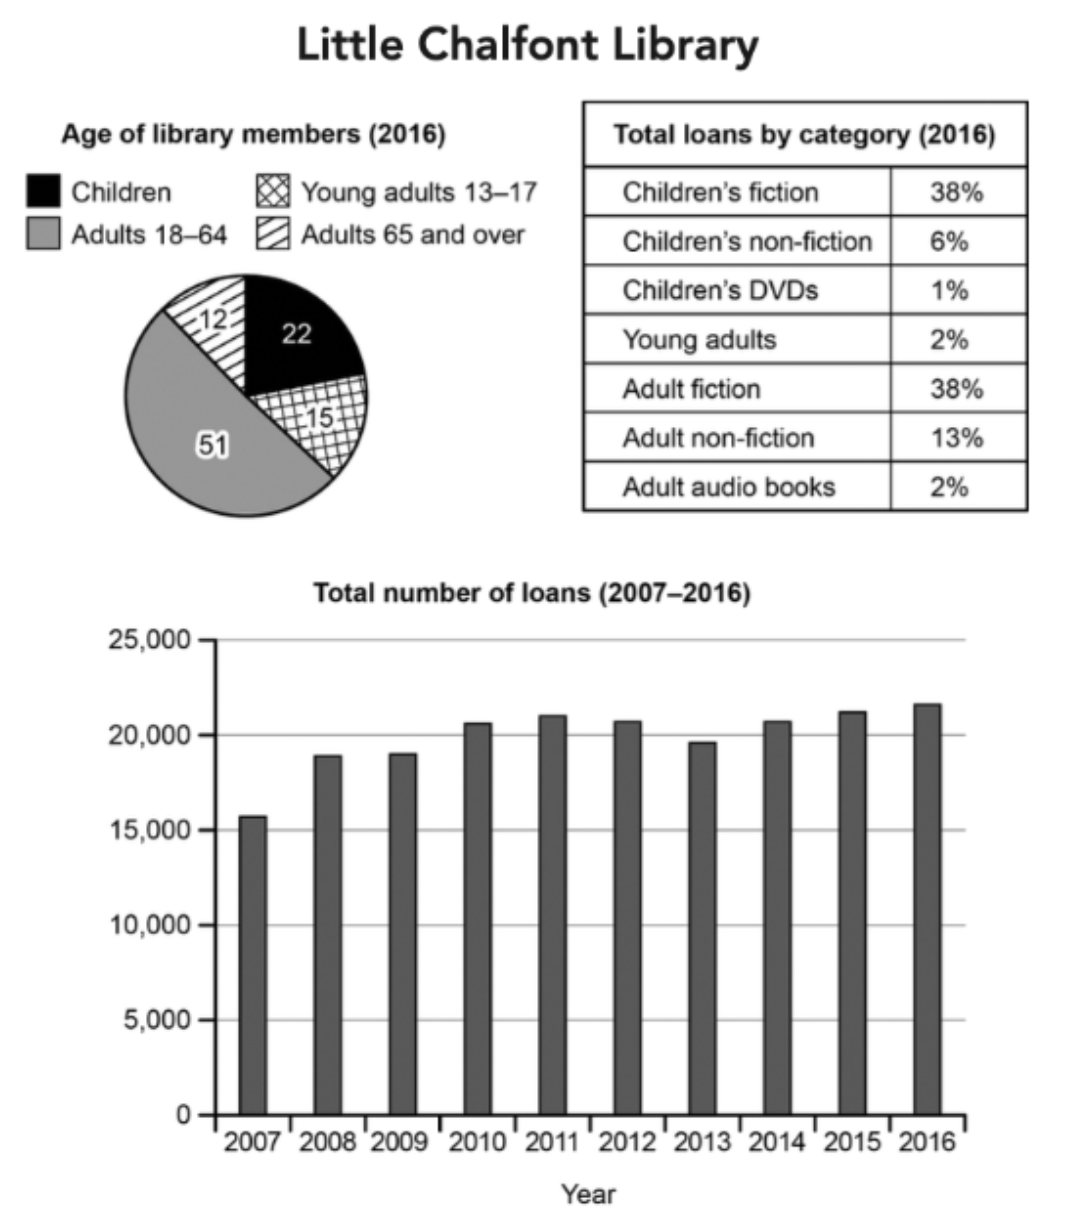 Little Chalfont Library
Age of library members (2016)
Children
Young adults 13–17
Adults 18–64
Adults 65 and over
12
22
15
51
Total loans by category (2016)
Children's fiction 38%
Children's non-fiction 6%
Children's DVDs 1%
Young adults 2%
Adult fiction 38%
Adult non-fiction 13%
Adult audio books 2%
Total number of loans (2007–2016)
25,000
20,000
15,000
10,000
5,000
0
2007 2008 2009 2010 2011 2012 2013 2014 2015 2016
Year